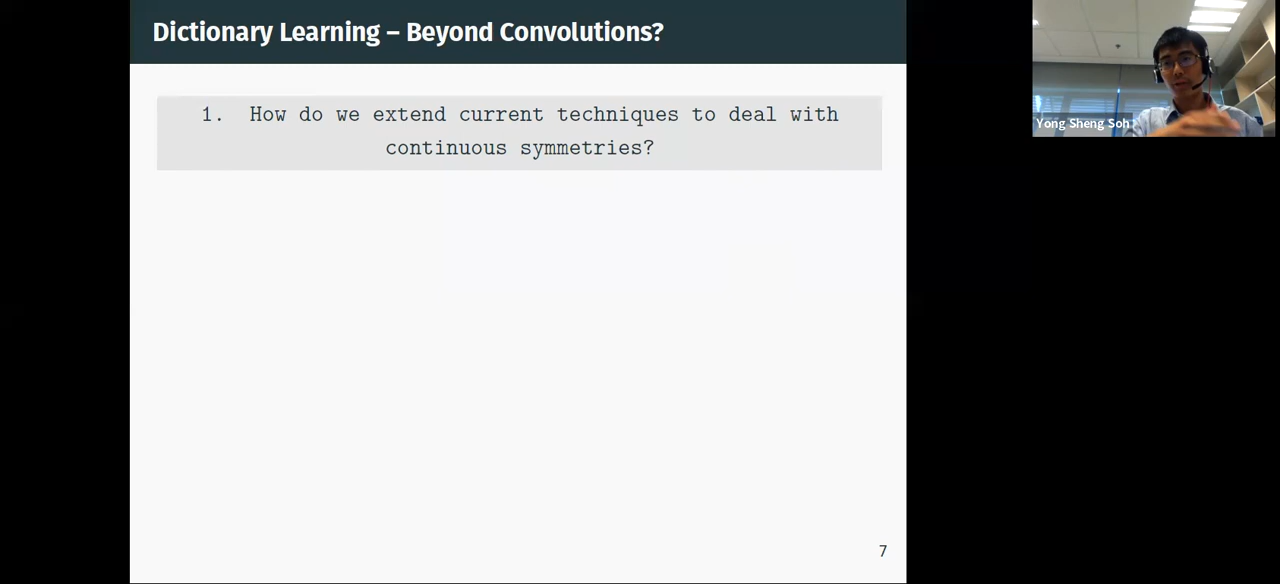 Dictionary Learning – Beyond Convolutions?
1. How do we extend current techniques to deal with
continuous symmetries?
Yong Sheng Soh
7